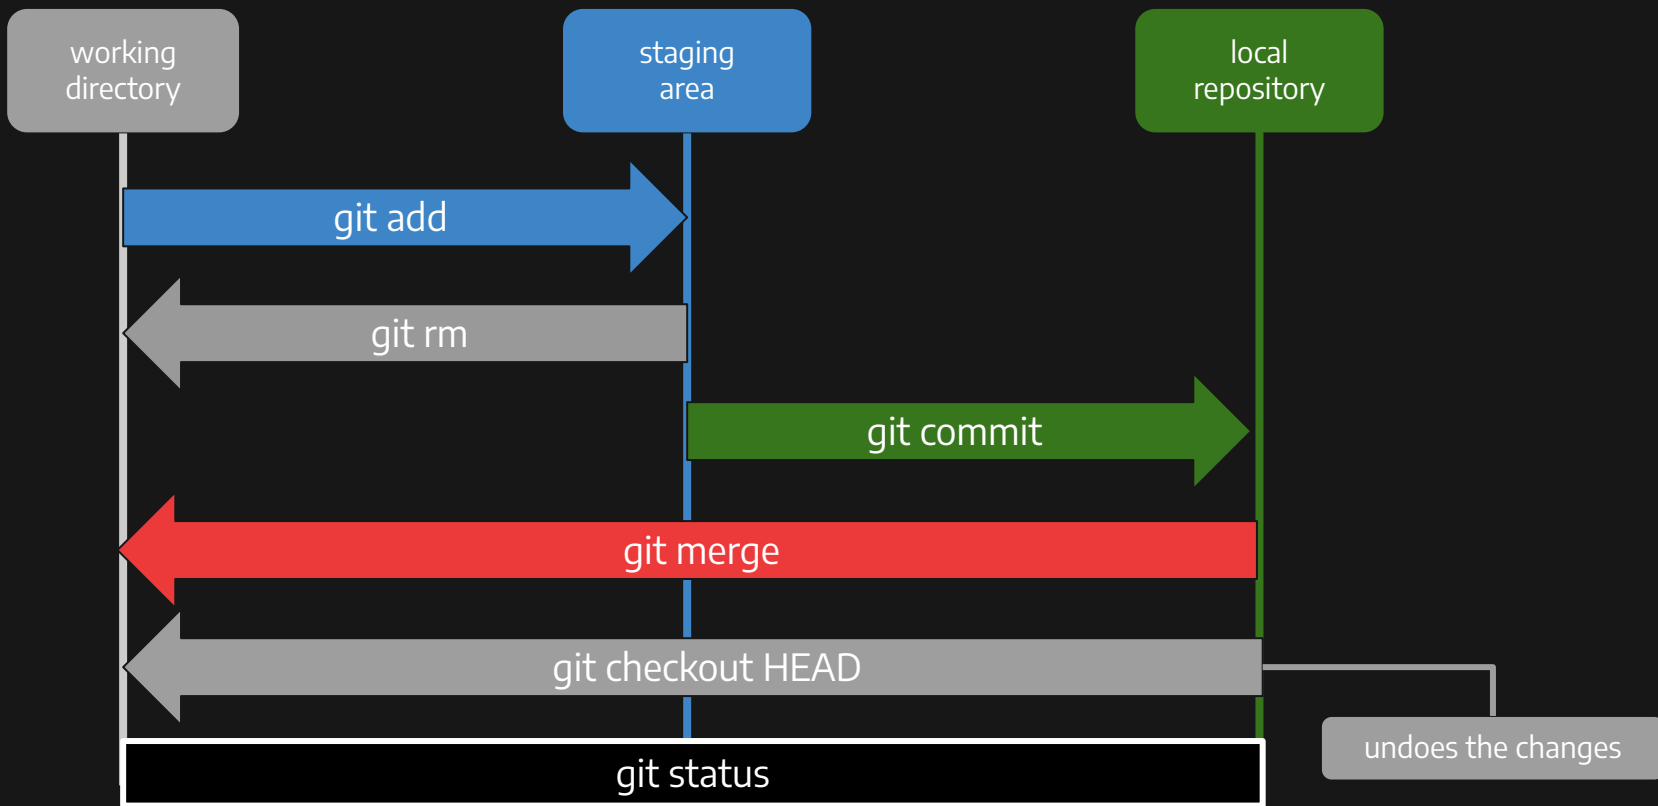 working
directory
staging
area
local
repository
git add
git rm
git commit
git merge
git checkout HEAD
undoes the changes
git status